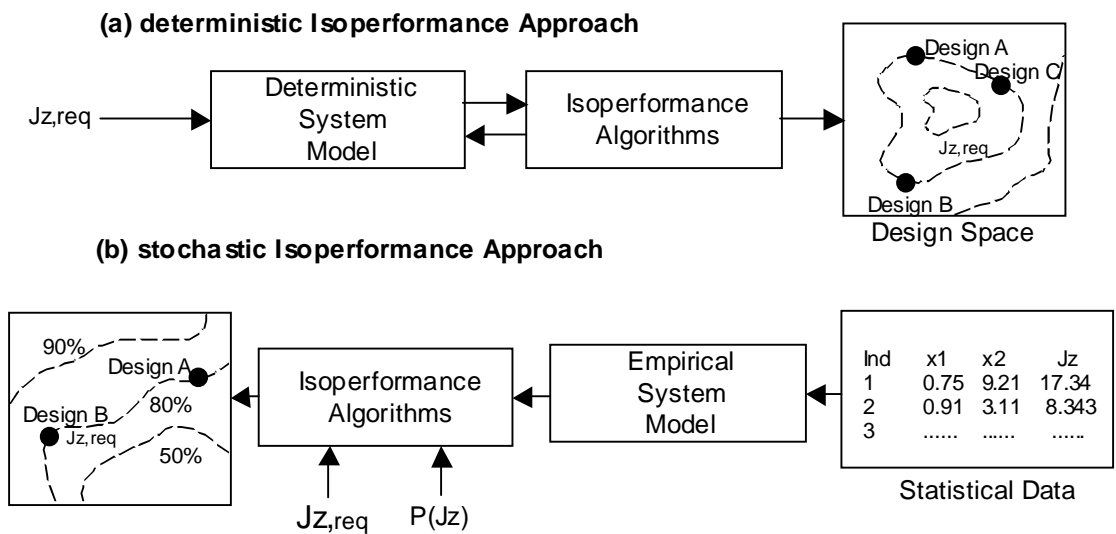 (a) deterministic Isoperformance Approach
Jz,req
Deterministic
System
Model
Isoperformance
Algorithms
Design A
Design C
Jz,req
Design B
Design Space
(b) stochastic Isoperformance Approach
90%
Design A
80%
Design B
Jz,req
50%
Isoperformance
Algorithms
Jz,req
P(Jz)
Empirical
System
Model
Ind x1 x2 Jz
1 0.75 9.21 17.34
2 0.91 3.11 8.343
3 ...... ...... ......
Statistical Data